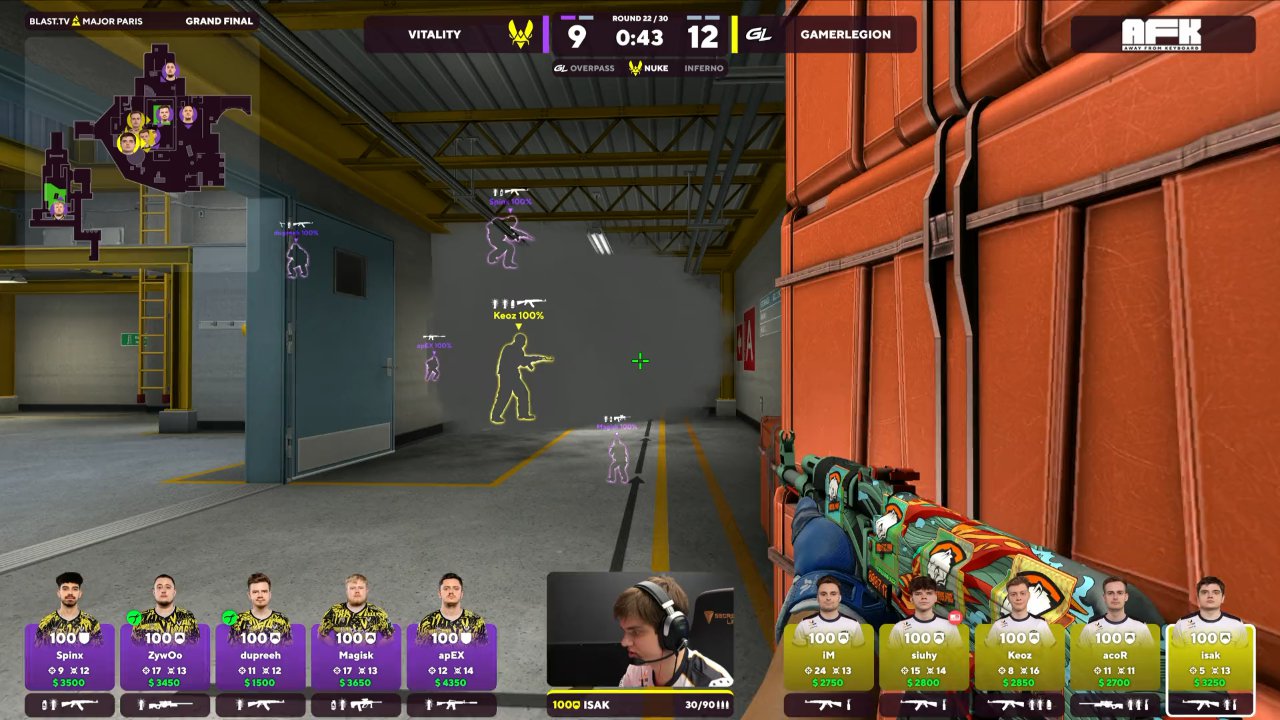 BLAST.TV MAJOR PARIS
GRAND FINAL
VITALITY
9
ROUND 22 / 30
0:43
12
GL
GAMERLEGION
AFK
AWAY FROM KEYBOARD
GL OVERPASS
NUKE
INFERNO
Spinx 100%
dupreeh 100%
Keoz 100%
apEX 100%
Magisk 100%
A
100
Spinx
9 12
$3500
100
ZywOo
17 13
$3450
100
dupreeh
11 12
$1500
100
Magisk
17 13
$3650
100
apEX
12 14
$4350
100 ISAK
30/90
100
iM
24 13
$2750
100
siuhy
15 14
$2800
100
Keoz
8 16
$2850
100
acoR
11 11
$2700
100
isak
5 13
$3250